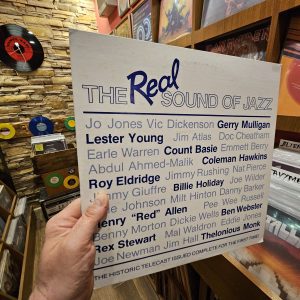 THE Real SOUND OF JAZZ
Jo Jones Vic Dickenson Gerry Mulligan
Lester Young Jim Atlas Doc Cheatham
Earle Warren Count Basie Emmett Berry
Abdul Ahmed-Malik Coleman Hawkins
Roy Eldridge Jimmy Rushing Nat Pierce
Jimmy Giuffre Billie Holiday Joe Wilder
Johnson Milt Hinton Danny Barker
Henry "Red" Allen Pee Wee Russell
Benny Morton Dickie Wells Ben Webster
Rex Stewart Mal Waldron Eddie Jones
Joe Newman Jim Hall Thelonious Monk
THE HISTORIC TELECAST ISSUED COMPLETE FOR THE FIRST TIME!